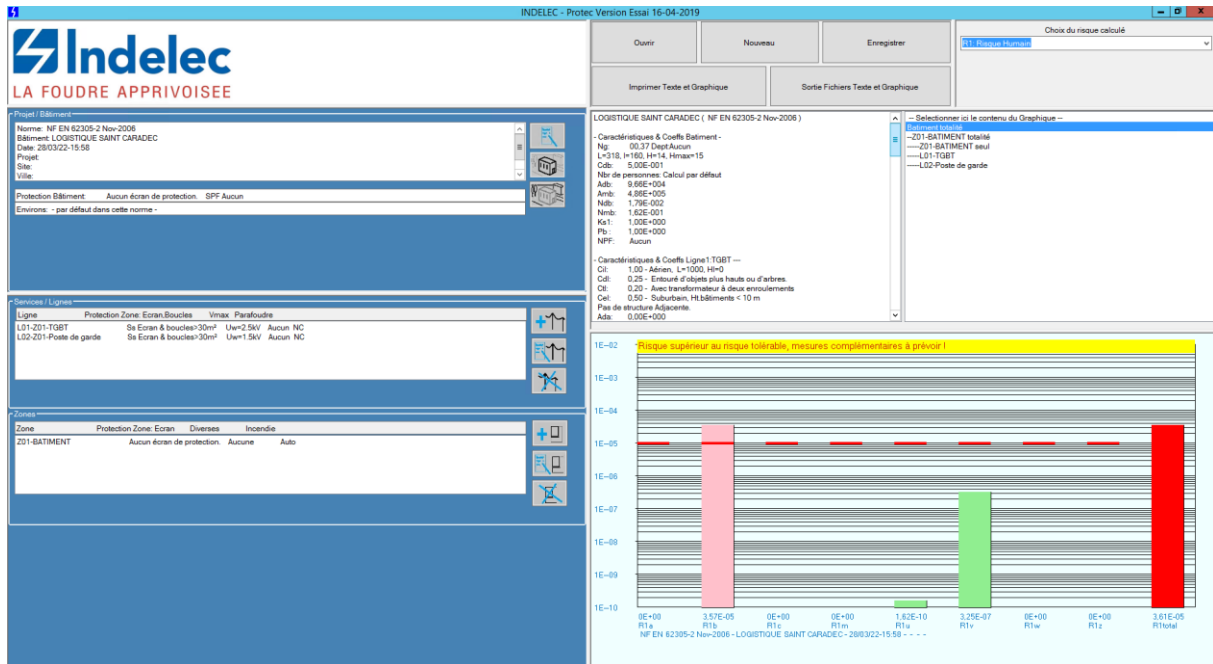 INDELEC - Protec Version Essai 16-04-2019
Indelec
LA FOUDRE APPRIVOISEE
Ouvrir
Nouveau
Enregistrer
Imprimer Texte et Graphique
Sortie Fichiers Texte et Graphique
Choix du risque calculé
R1: Risque Humain
Projet / Bâtiment
Norme: NF EN 62305-2 Nov-2006
Bâtiment: LOGISTIQUE SAINT CARADEC
Date: 28/03/22-15:58
Projet:
Site:
Ville:
Protection Bâtiment: Aucun écran de protection. SPF Aucun
Environs: - par défaut dans cette norme -
Services / Lignes
Ligne Protection Zone: Ecran,Boucles Vmax Parafoudre
L01-Z01-TGBT Ss Ecran & boucles>30m² Uw=2.5kV Aucun NC
L02-Z01-Poste de garde Ss Ecran & boucles>30m² Uw=1.5kV Aucun NC
Zones
Zone Protection Zone: Ecran Diverses Incendie
Z01-BATIMENT Aucun écran de protection. Aucune Auto
LOGISTIQUE SAINT CARADEC ( NF EN 62305-2 Nov-2006 )
- Caractéristiques & Coeffs Batiment -
Ng: 00.37 Dept:Aucun
L=318, l=160, H=14, Hmax=15
Cdb: 5,00E-001
Nbr de personnes: Calcul par défaut
Adb: 9,66E+004
Amb: 4,86E+005
Ndb: 1,79E-002
Nmb: 1,62E-001
Ks1: 1,00E+000
Pb : 1,00E+000
NPF: Aucun
- Caractéristiques & Coeffs Ligne1:TGBT ---
Cil: 1,00 - Aérien, L=1000, Hl=0
Cdl: 0,25 - Entouré d'objets plus hauts ou d'arbres.
Ctl: 0,20 - Avec transformateur à deux enroulements
Cel: 0,50 - Suburbain, Ht.bâtiments < 10 m
Pas de structure Adjacente.
Ada: 0,00E+000
-- Selectionner ici le contenu du Graphique --
Batiment totalité
--Z01-BATIMENT totalité
----Z01-BATIMENT seul
----L01-TGBT
----L02-Poste de garde
Risque supérieur au risque tolérable, mesures complémentaires à prévoir !
1E-02
1E-03
1E-04
1E-05
1E-06
1E-07
1E-08
1E-09
1E-10
0E+00 3,57E-05 0E+00 0E+00 1,62E-10 3,25E-07 0E+00 0E+00 3,61E-05
R1a R1b R1c R1m R1u R1v R1w R1z R1total
NF EN 62305-2 Nov-2006 - LOGISTIQUE SAINT CARADEC - 28/03/22-15:58 - - - -